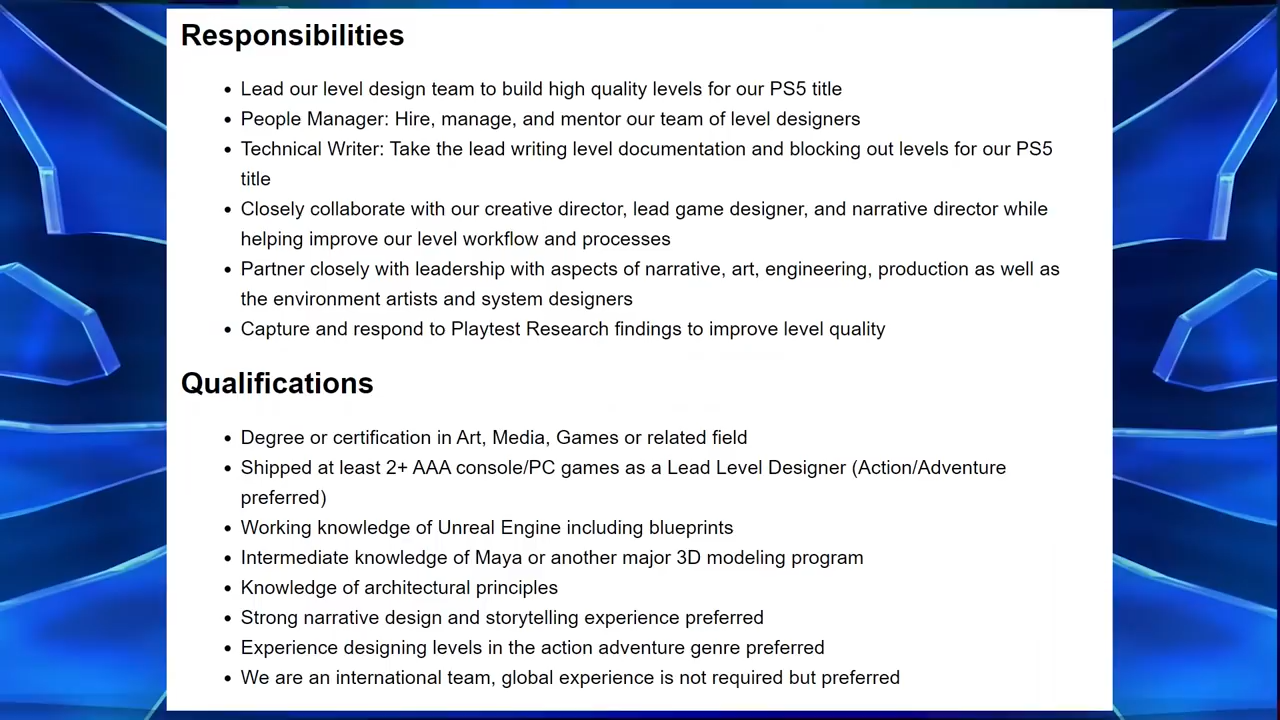 Responsibilities
• Lead our level design team to build high quality levels for our PS5 title
• People Manager: Hire, manage, and mentor our team of level designers
• Technical Writer: Take the lead writing level documentation and blocking out levels for our PS5
title
• Closely collaborate with our creative director, lead game designer, and narrative director while
helping improve our level workflow and processes
• Partner closely with leadership with aspects of narrative, art, engineering, production as well as
the environment artists and system designers
• Capture and respond to Playtest Research findings to improve level quality
Qualifications
• Degree or certification in Art, Media, Games or related field
• Shipped at least 2+ AAA console/PC games as a Lead Level Designer (Action/Adventure
preferred)
• Working knowledge of Unreal Engine including blueprints
• Intermediate knowledge of Maya or another major 3D modeling program
• Knowledge of architectural principles
• Strong narrative design and storytelling experience preferred
• Experience designing levels in the action adventure genre preferred
• We are an international team, global experience is not required but preferred